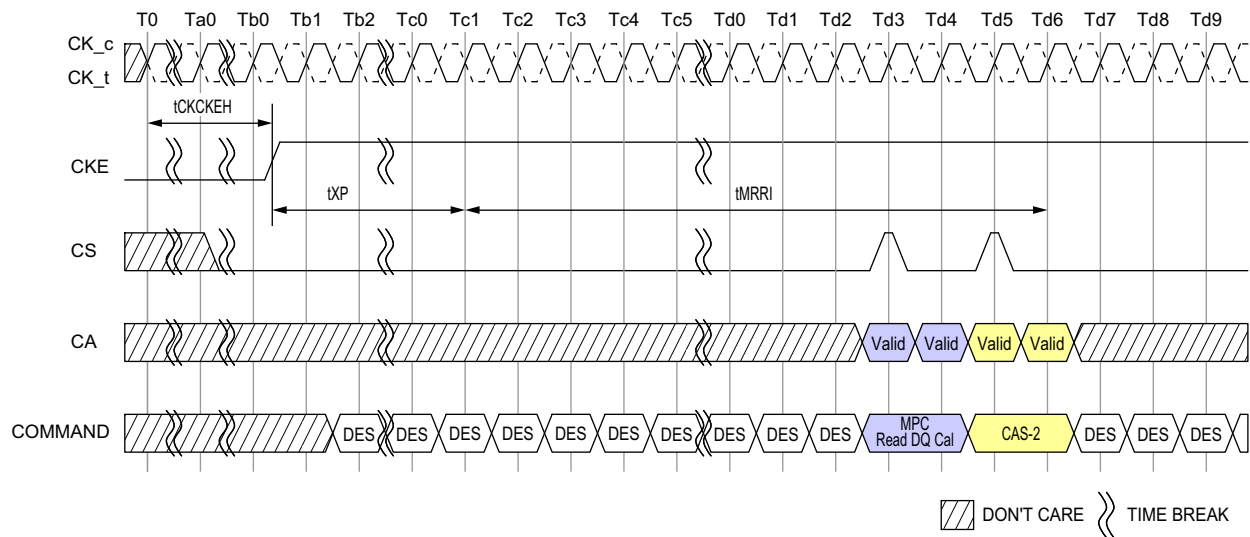 T0 Ta0 Tb0 Tb1 Tb2 Tc0 Tc1 Tc2 Tc3 Tc4 Tc5 Td0 Td1 Td2 Td3 Td4 Td5 Td6 Td7 Td8 Td9
CK_c
CK_t
tCKCKEH
CKE
tXP tMRRI
CS
CA Valid Valid Valid Valid
COMMAND DES DES DES DES DES DES DES DES DES DES MPC Read DQ Cal CAS-2 DES DES DES
DON'T CARE TIME BREAK